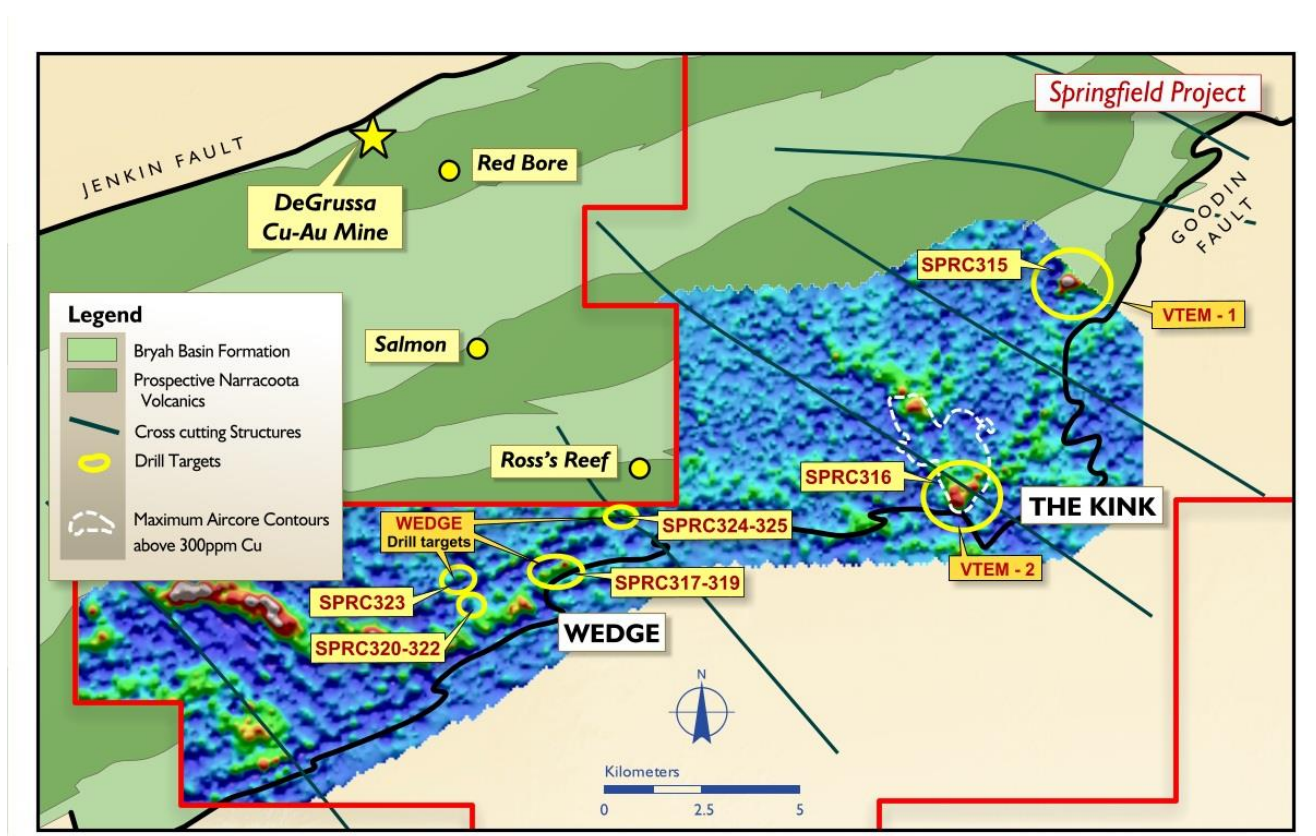 Springfield Project
JENKIN FAULT
Red Bore
DeGrussa
Cu-Au Mine
GOODIN
FAULT
SPRC315
VTEM - 1
Legend
Bryah Basin Formation
Prospective Narracoota
Volcanics
Cross cutting Structures
Drill Targets
Maximum Aircore Contours
above 300ppm Cu
Salmon
Ross's Reef
SPRC316
THE KINK
WEDGE
Drill targets
SPRC324-325
VTEM - 2
SPRC317-319
SPRC323
SPRC320-322
WEDGE
N
Kilometers
0 2.5 5